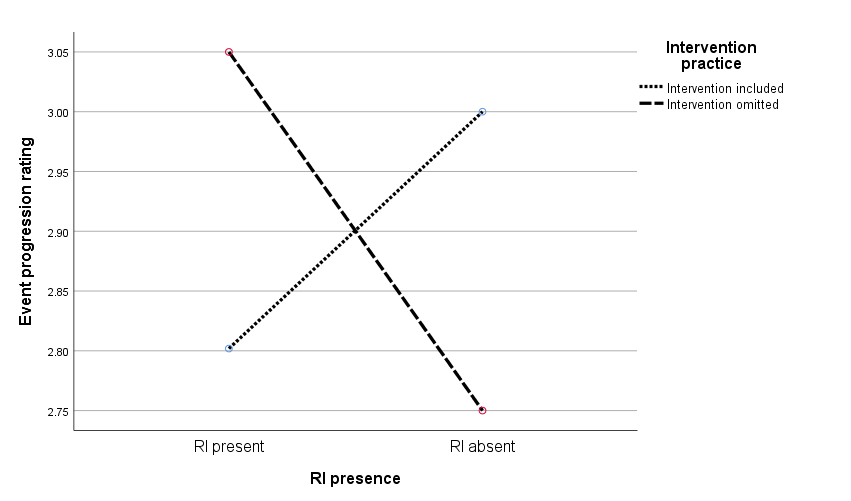 Intervention
practice
Intervention included
Intervention omitted
Event progression rating
3.05
3.00
2.95
2.90
2.85
2.80
2.75
RI present
RI absent
RI presence